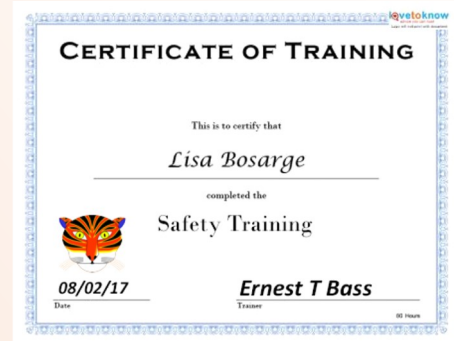 lovetoknow
CERTIFICATE OF TRAINING
This is to certify that
Lisa Bosarge
completed the
Safety Training
08/02/17
Ernest T Bass
Date
Trainer
00 Hours